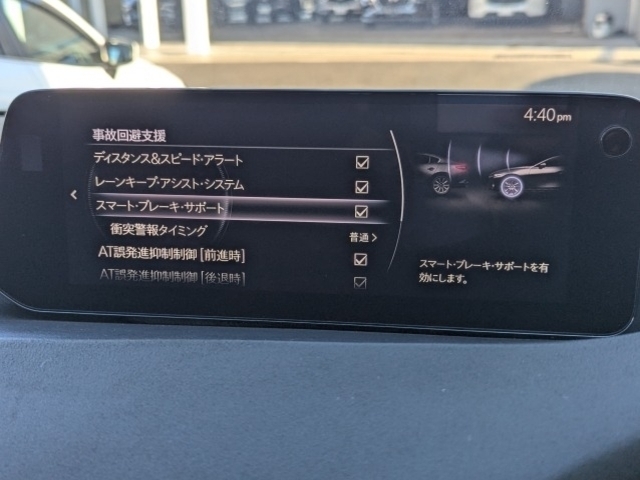 4:40pm
事故回避支援
ディスタンス&スピード・アラート
レーンキープ・アシスト・システム
スマート・ブレーキ・サポート
衝突警報タイミング 普通
AT誤発進抑制制御 [前進時]
AT誤発進抑制制御 [後退時]
スマート・ブレーキ・サポートを有
効にします。